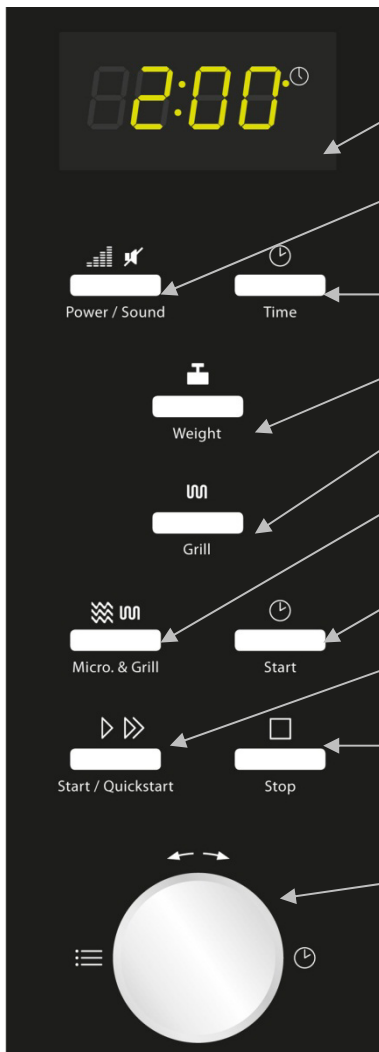 2:00
Power / Sound
Time
Weight
Grill
Micro. & Grill
Start
Start / Quickstart
Stop